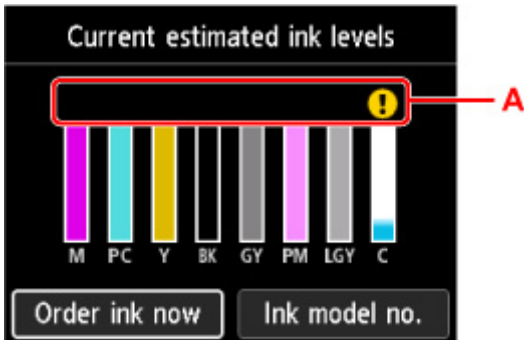 Current estimated ink levels
A
M PC Y BK GY PM LGY C
Order ink now Ink model no.